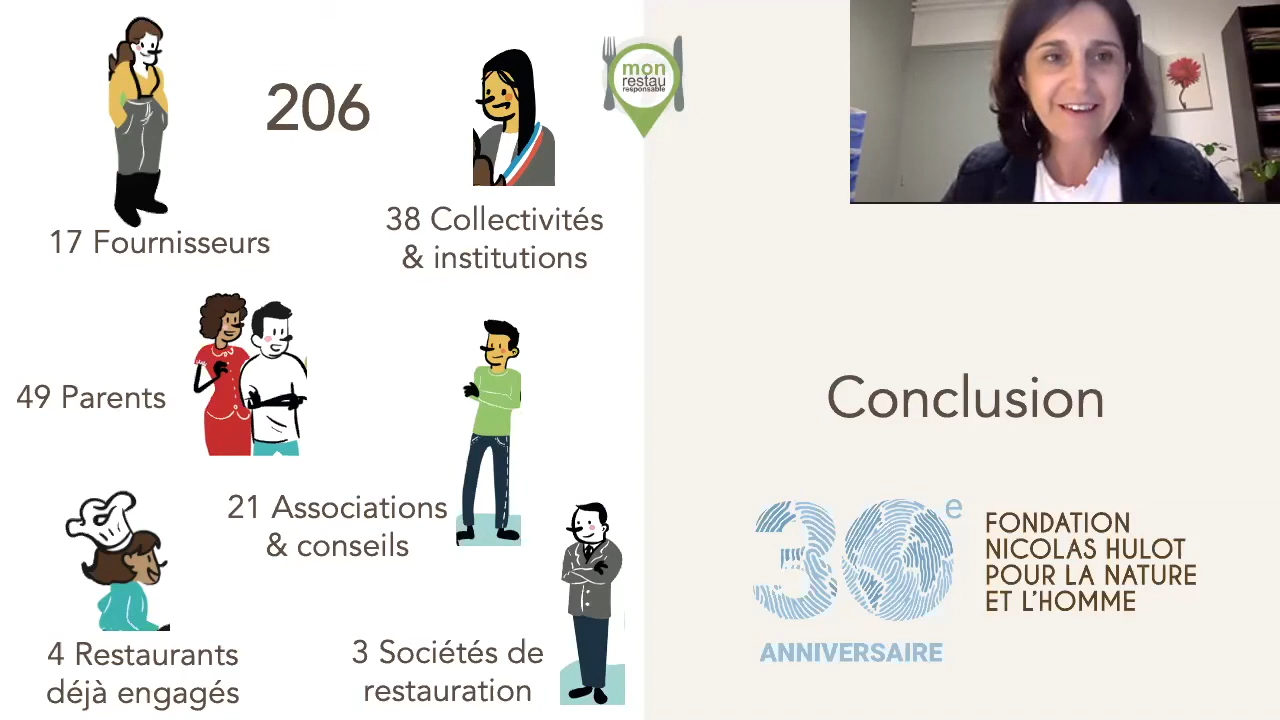 206
mon
restau
responsable
17 Fournisseurs
38 Collectivités
& institutions
49 Parents
21 Associations
& conseils
4 Restaurants
déjà engagés
3 Sociétés de
restauration
Conclusion
30e
ANNIVERSAIRE
FONDATION
NICOLAS HULOT
POUR LA NATURE
ET L'HOMME